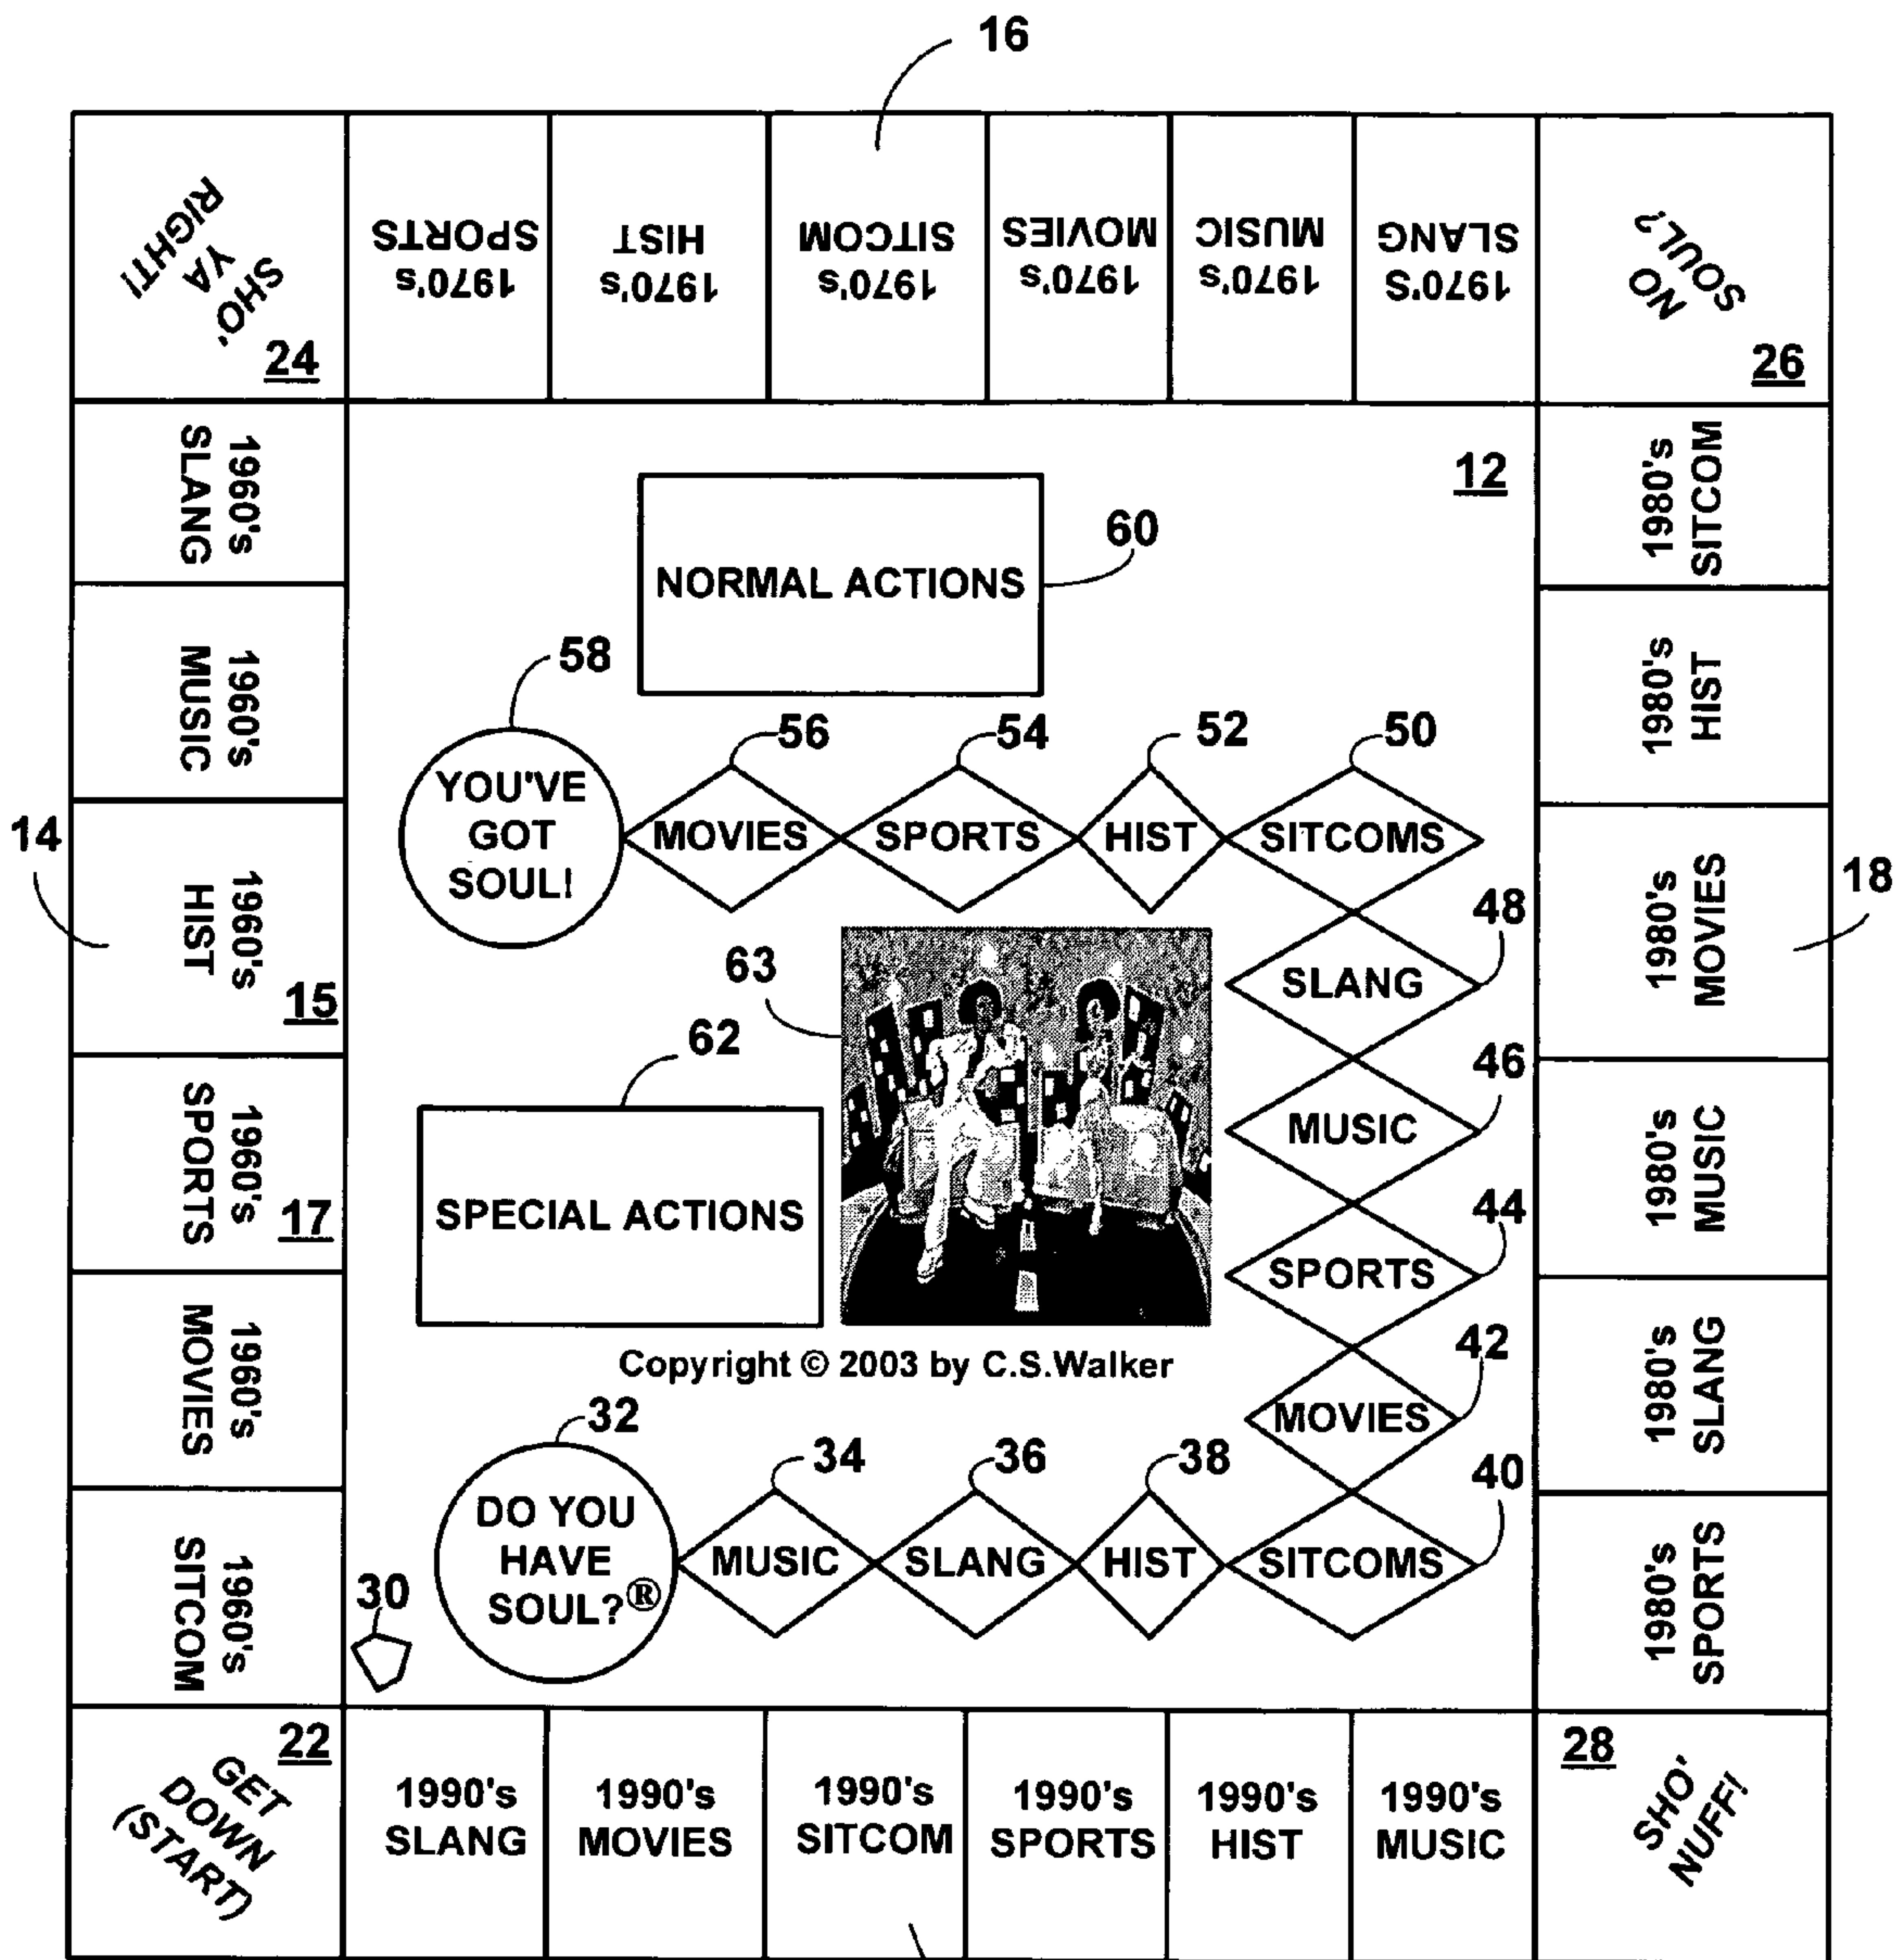 16
SHO'
YA
RIGHT!
24
1970's
SPORTS
1970's
HIST
1970's
SITCOM
1970's
MOVIES
1970's
MUSIC
1970'S
SLANG
NO
SOUL?
26
1960's
SLANG
1960's
MUSIC
14
1960's
HIST
15
1960's
SPORTS
17
1960's
MOVIES
1960's
SITCOM
12
NORMAL ACTIONS
60
58
56
54
52
50
YOU'VE
GOT
SOUL!
MOVIES
SPORTS
HIST
SITCOMS
48
SLANG
63
62
46
MUSIC
SPECIAL ACTIONS
44
SPORTS
Copyright © 2003 by C.S.Walker
42
MOVIES
32
34
36
38
40
DO YOU
HAVE
SOUL?®
MUSIC
SLANG
HIST
SITCOMS
30
1980's
SITCOM
1980's
HIST
1980's
MOVIES
18
1980's
MUSIC
1980's
SLANG
1980's
SPORTS
22
GET
DOWN
(START)
1990's
SLANG
1990's
MOVIES
1990's
SITCOM
1990's
SPORTS
1990's
HIST
1990's
MUSIC
28
SHO'
NUFF!